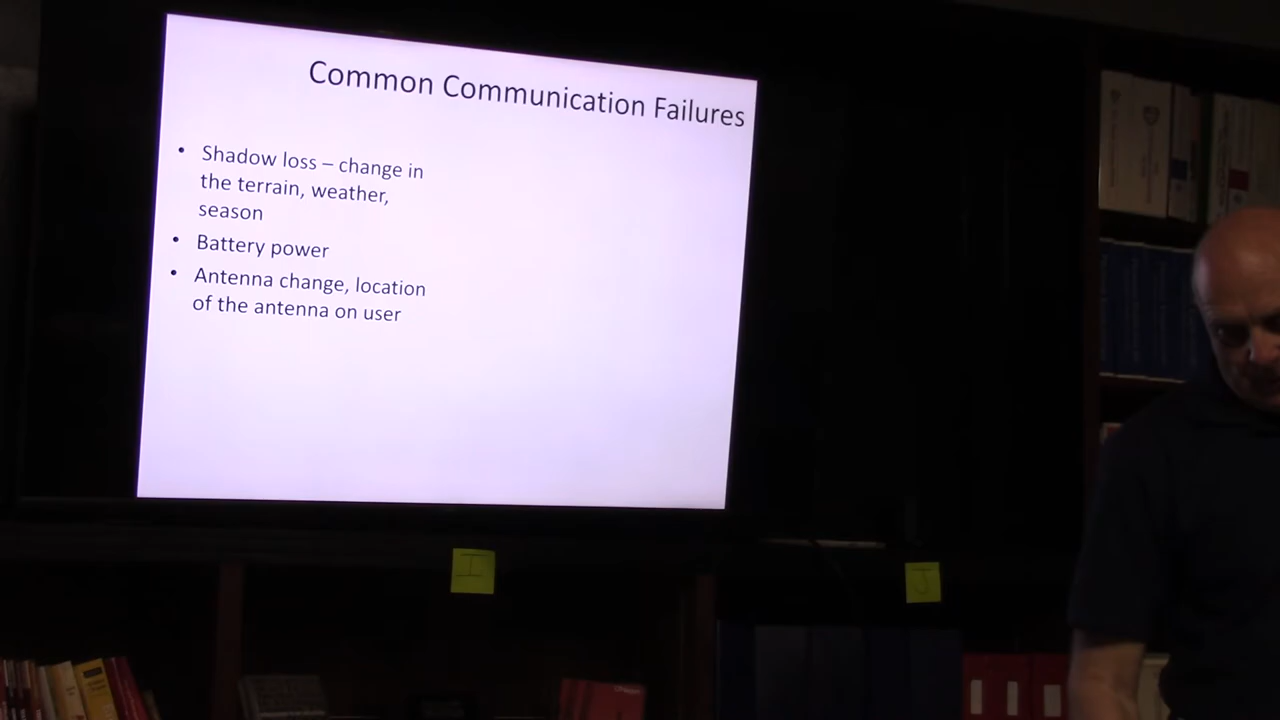 Common Communication Failures
• Shadow loss – change in
the terrain, weather,
season
• Battery power
• Antenna change, location
of the antenna on user
I
J